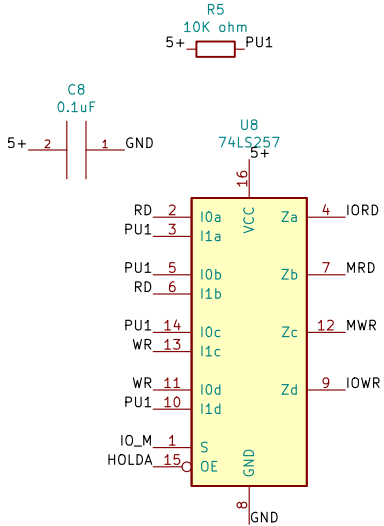 R5
10K ohm
5+ PU1
C8
0.1uF
5+ 2 1 GND
U8
74LS257
5+
16
VCC
RD 2 I0a Za 4 IORD
PU1 3 I1a
PU1 5 I0b Zb 7 MRD
RD 6 I1b
PU1 14 I0c Zc 12 MWR
WR 13 I1c
WR 11 I0d Zd 9 IOWR
PU1 10 I1d
IO_M 1 S
HOLDA 15 OE
GND
8
GND